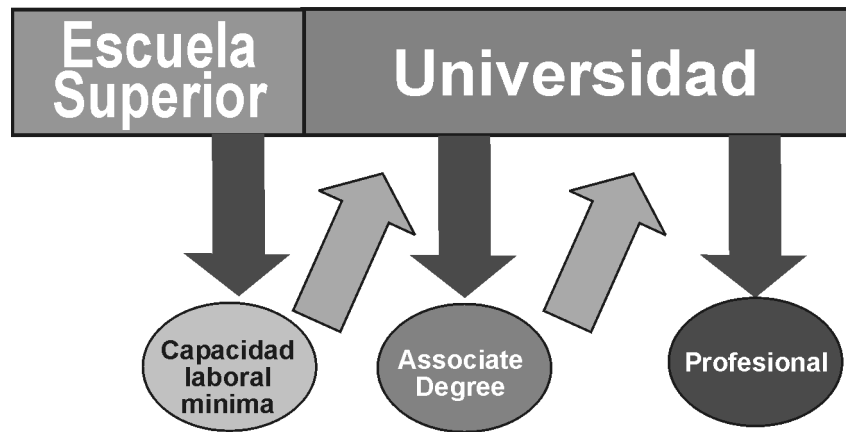 Escuela
Superior
Universidad
Capacidad
laboral
minima
Associate
Degree
Profesional